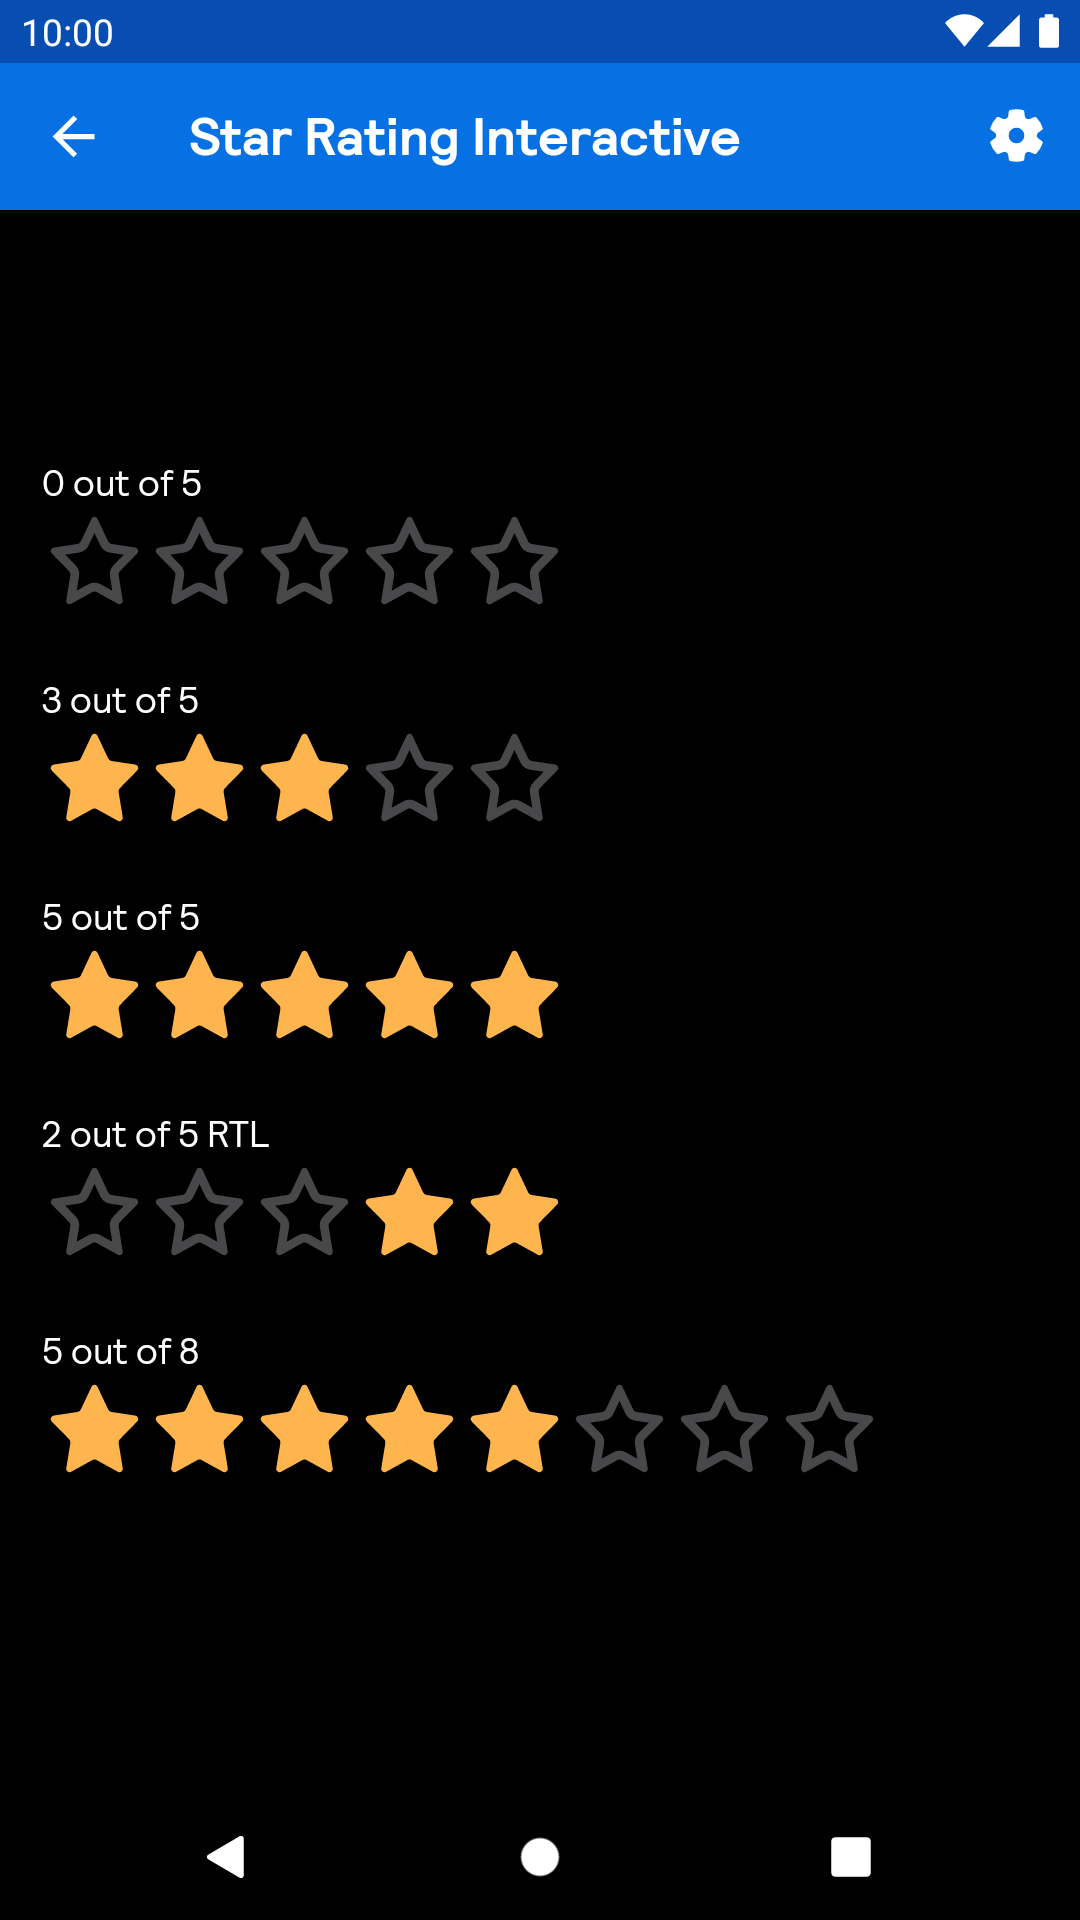 10:00
Star Rating Interactive
0 out of 5
3 out of 5
5 out of 5
2 out of 5 RTL
5 out of 8